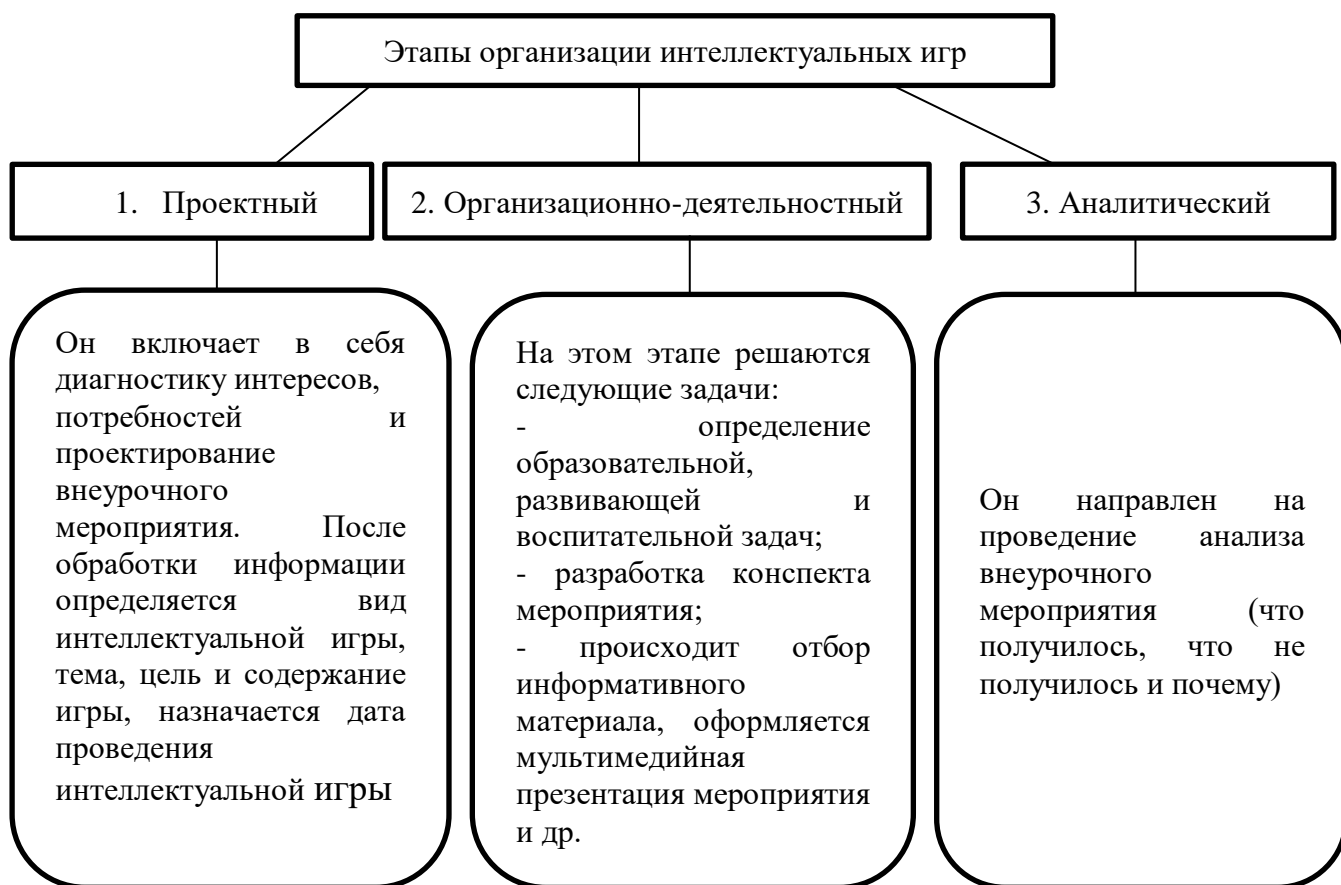 Этапы организации интеллектуальных игр
1. Проектный
2. Организационно-деятельностный
3. Аналитический
Он включает в себя
диагностику интересов,
потребностей и
проектирование
внеурочного
мероприятия. После
обработки информации
определяется вид
интеллектуальной игры,
тема, цель и содержание
игры, назначается дата
проведения
интеллектуальной игры
На этом этапе решаются
следующие задачи:
- определение
образовательной,
развивающей и
воспитательной задач;
- разработка конспекта
мероприятия;
- происходит отбор
информативного
материала, оформляется
мультимедийная
презентация мероприятия
и др.
Он направлен на
проведение анализа
внеурочного
мероприятия (что
получилось, что не
получилось и почему)